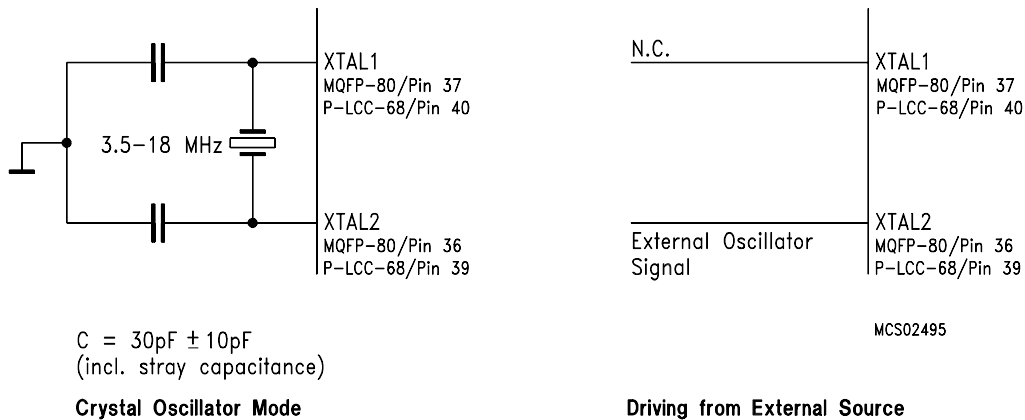 XTAL1
MQFP-80/Pin 37
P-LCC-68/Pin 40
3.5-18 MHz
XTAL2
MQFP-80/Pin 36
P-LCC-68/Pin 39
C = 30pF ± 10pF
(incl. stray capacitance)
Crystal Oscillator Mode
N.C.
XTAL1
MQFP-80/Pin 37
P-LCC-68/Pin 40
XTAL2
MQFP-80/Pin 36
P-LCC-68/Pin 39
External Oscillator
Signal
MCS02495
Driving from External Source